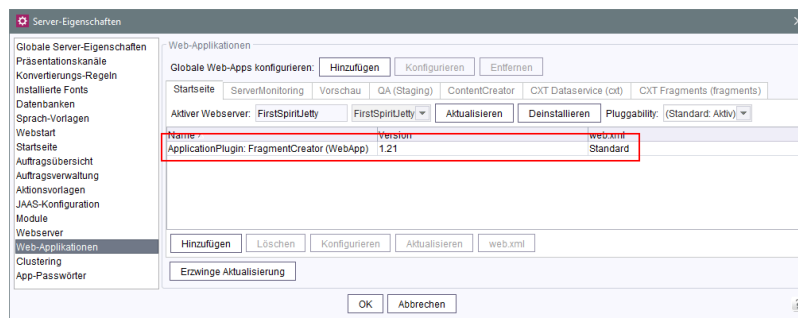 Server-Eigenschaften
Globale Server-Eigenschaften
Präsentationskanäle
Konvertierungs-Regeln
Installierte Fonts
Datenbanken
Sprach-Vorlagen
Webstart
Startseite
Auftragsübersicht
Auftragsverwaltung
Aktionsvorlagen
JAAS-Konfiguration
Module
Webserver
Web-Applikationen
Clustering
App-Passwörter
Web-Applikationen
Globale Web-Apps konfigurieren: Hinzufügen Konfigurieren Entfernen
Startseite ServerMonitoring Vorschau QA (Staging) ContentCreator CXT Dataservice (cxt) CXT Fragments (fragments)
Aktiver Webserver: FirstSpiritJetty FirstSpiritJetty Aktualisieren Deinstallieren Pluggability: (Standard: Aktiv)
Name Version web.xml
ApplicationPlugin: FragmentCreator (WebApp) 1.21 Standard
Hinzufügen Löschen Konfigurieren Aktualisieren web.xml
Erzwinge Aktualisierung
OK Abbrechen